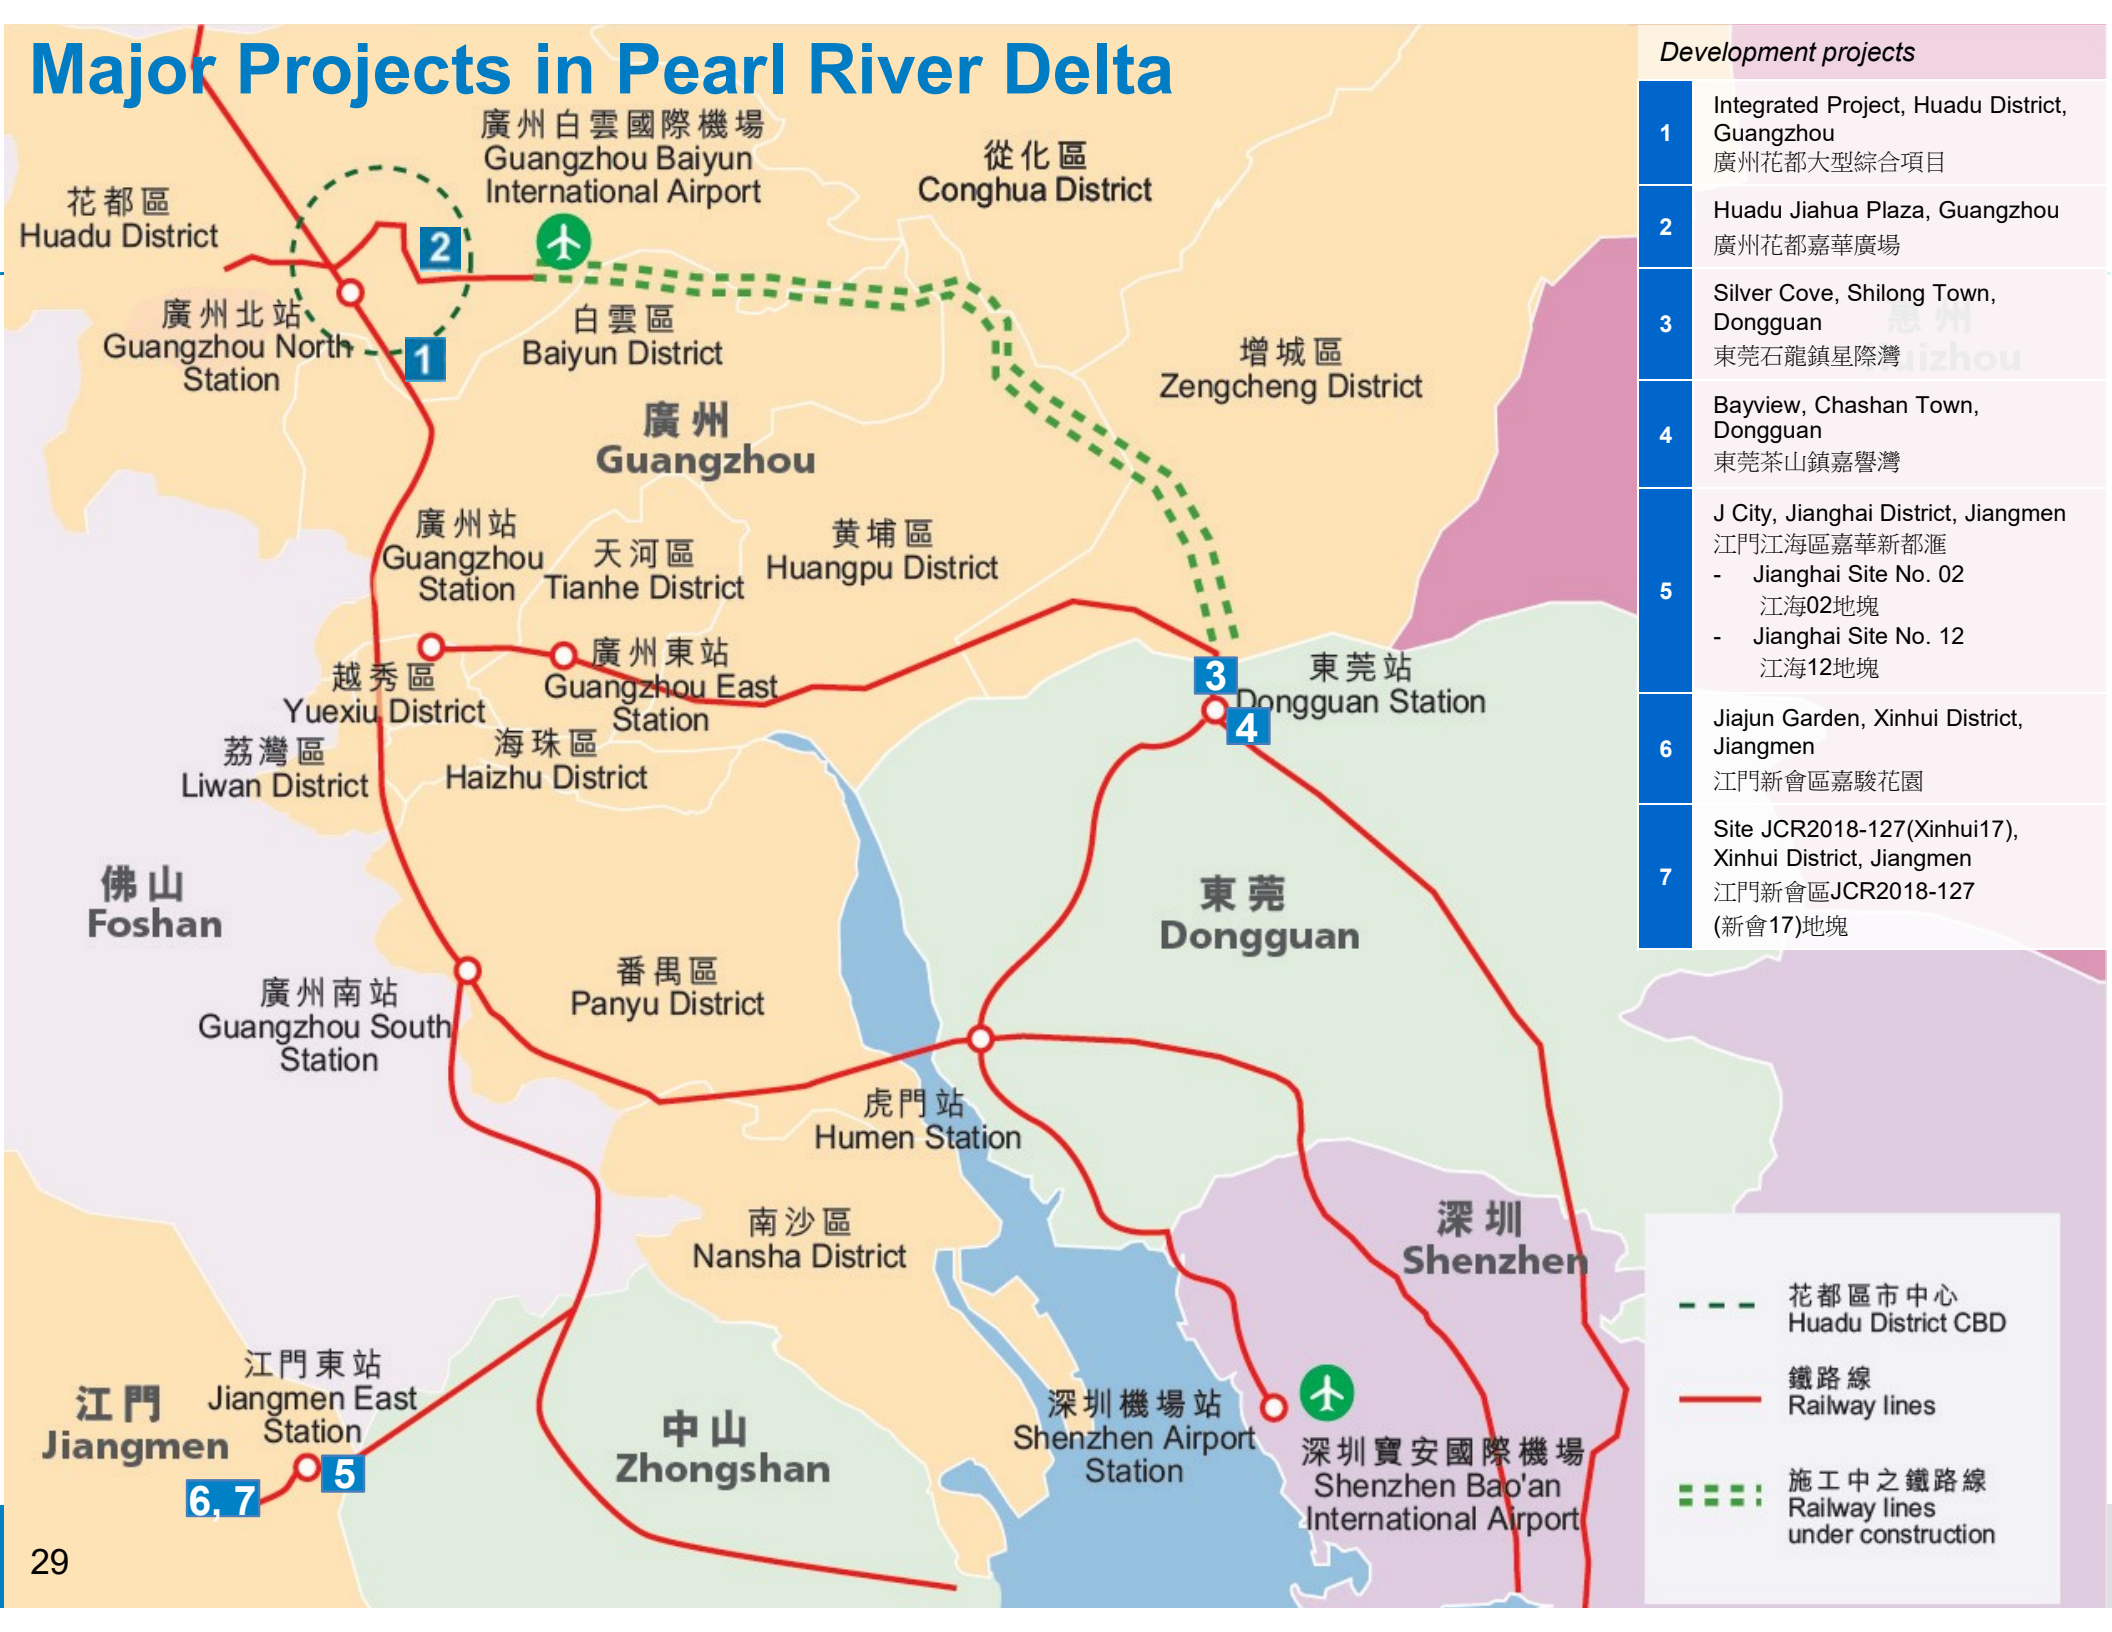 Major Projects in Pearl River Delta
廣州白雲國際機場
Guangzhou Baiyun
International Airport
從化區
Conghua District
花都區
Huadu District
2
廣州北站
Guangzhou North
Station
1
白雲區
Baiyun District
增城區
Zengcheng District
廣州
Guangzhou
廣州站
Guangzhou
Station
天河區
Tianhe District
黄埔區
Huangpu District
越秀區
Yuexiu District
廣州東站
Guangzhou East
Station
3
東莞站
Dongguan Station
4
荔灣區
Liwan District
海珠區
Haizhu District
佛山
Foshan
東莞
Dongguan
廣州南站
Guangzhou South
Station
番禺區
Panyu District
虎門站
Humen Station
南沙區
Nansha District
深圳
Shenzhen
江門東站
Jiangmen East
Station
江門
Jiangmen
5
6, 7
中山
Zhongshan
深圳機場站
Shenzhen Airport
Station
深圳寶安國際機場
Shenzhen Bao'an
International Airport
惠州
Huizhou
Development projects
1
Integrated Project, Huadu District,
Guangzhou
廣州花都大型綜合項目
2
Huadu Jiahua Plaza, Guangzhou
廣州花都嘉華廣場
3
Silver Cove, Shilong Town,
Dongguan
東莞石龍鎮星際灣
4
Bayview, Chashan Town,
Dongguan
東莞茶山鎮嘉譽灣
5
J City, Jianghai District, Jiangmen
江門江海區嘉華新都滙
- Jianghai Site No. 02
江海02地塊
- Jianghai Site No. 12
江海12地塊
6
Jiajun Garden, Xinhui District,
Jiangmen
江門新會區嘉駿花園
7
Site JCR2018-127(Xinhui17),
Xinhui District, Jiangmen
江門新會區JCR2018-127
(新會17)地塊
花都區市中心
Huadu District CBD
鐵路線
Railway lines
施工中之鐵路線
Railway lines
under construction
29